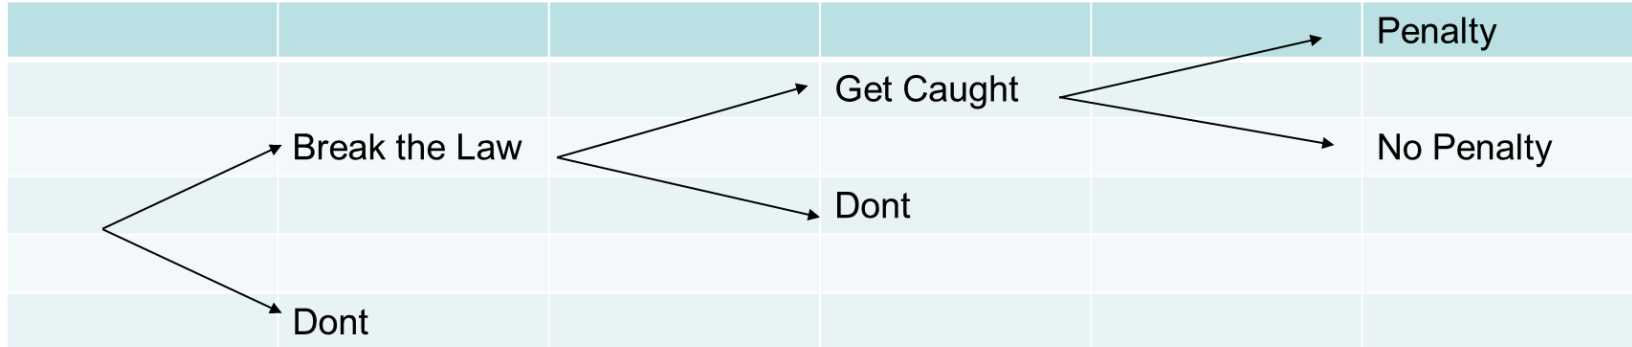 Penalty
Get Caught
Break the Law
No Penalty
Dont
Dont